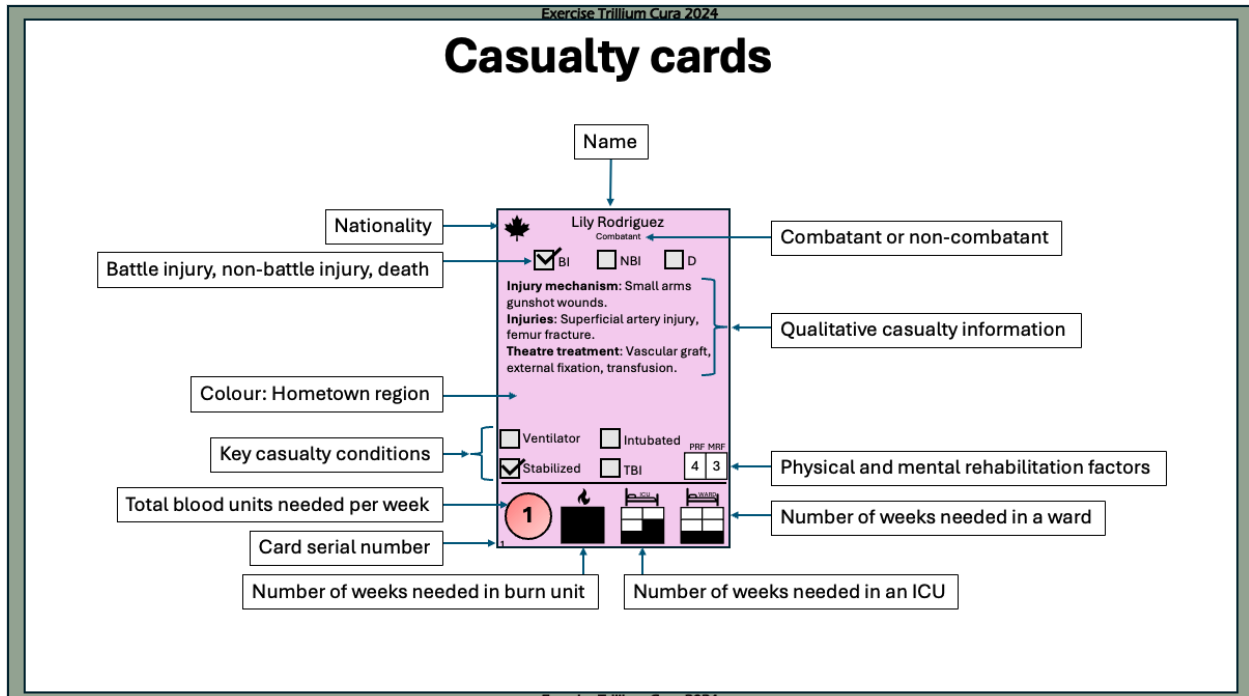 Exercise Trillium Cura 2024
Casualty cards
Name
Nationality
Lily Rodriguez
Combatant
Combatant or non-combatant
Battle injury, non-battle injury, death
BI
NBI
D
Injury mechanism: Small arms
gunshot wounds.
Injuries: Superficial artery injury,
femur fracture.
Theatre treatment: Vascular graft,
external fixation, transfusion.
Qualitative casualty information
Colour: Hometown region
Key casualty conditions
Ventilator
Intubated
Stabilized
TBI
PRF MRF
4 3
Physical and mental rehabilitation factors
Total blood units needed per week
1
ICU
WARD
Number of weeks needed in a ward
Card serial number
1
Number of weeks needed in burn unit
Number of weeks needed in an ICU
Exercise Trillium Cura 2024